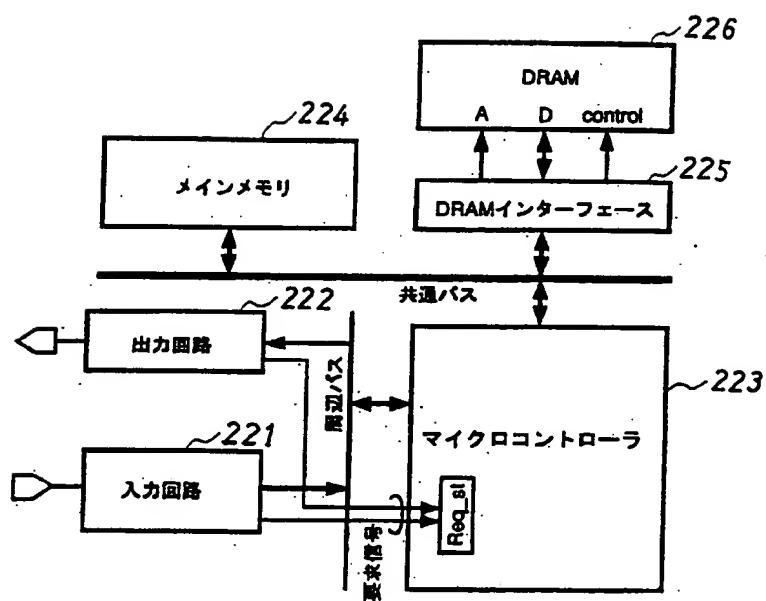 226
DRAM
A D control
224
メインメモリ
225
DRAMインターフェース
共通バス
222
出力回路
周辺バス
223
マイクロコントローラ
221
入力回路
Req_st
要求信号